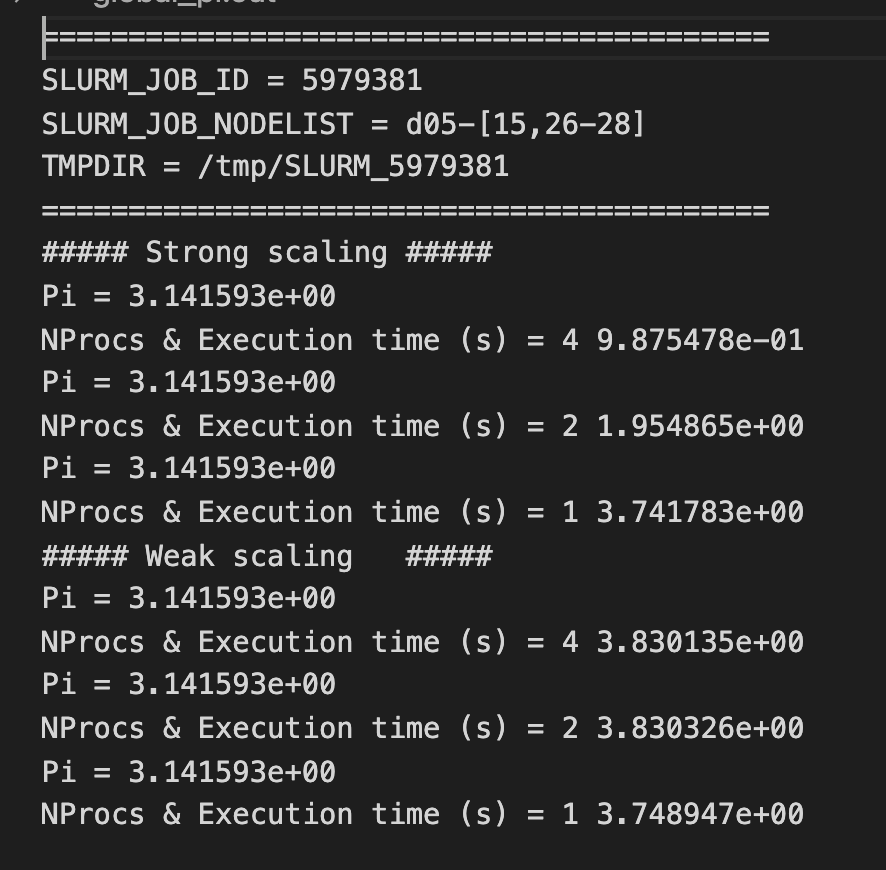 ==========================================
SLURM_JOB_ID = 5979381
SLURM_JOB_NODELIST = d05-[15,26-28]
TMPDIR = /tmp/SLURM_5979381
==========================================
##### Strong scaling #####
Pi = 3.141593e+00
NProcs & Execution time (s) = 4 9.875478e-01
Pi = 3.141593e+00
NProcs & Execution time (s) = 2 1.954865e+00
Pi = 3.141593e+00
NProcs & Execution time (s) = 1 3.741783e+00
##### Weak scaling   #####
Pi = 3.141593e+00
NProcs & Execution time (s) = 4 3.830135e+00
Pi = 3.141593e+00
NProcs & Execution time (s) = 2 3.830326e+00
Pi = 3.141593e+00
NProcs & Execution time (s) = 1 3.748947e+00